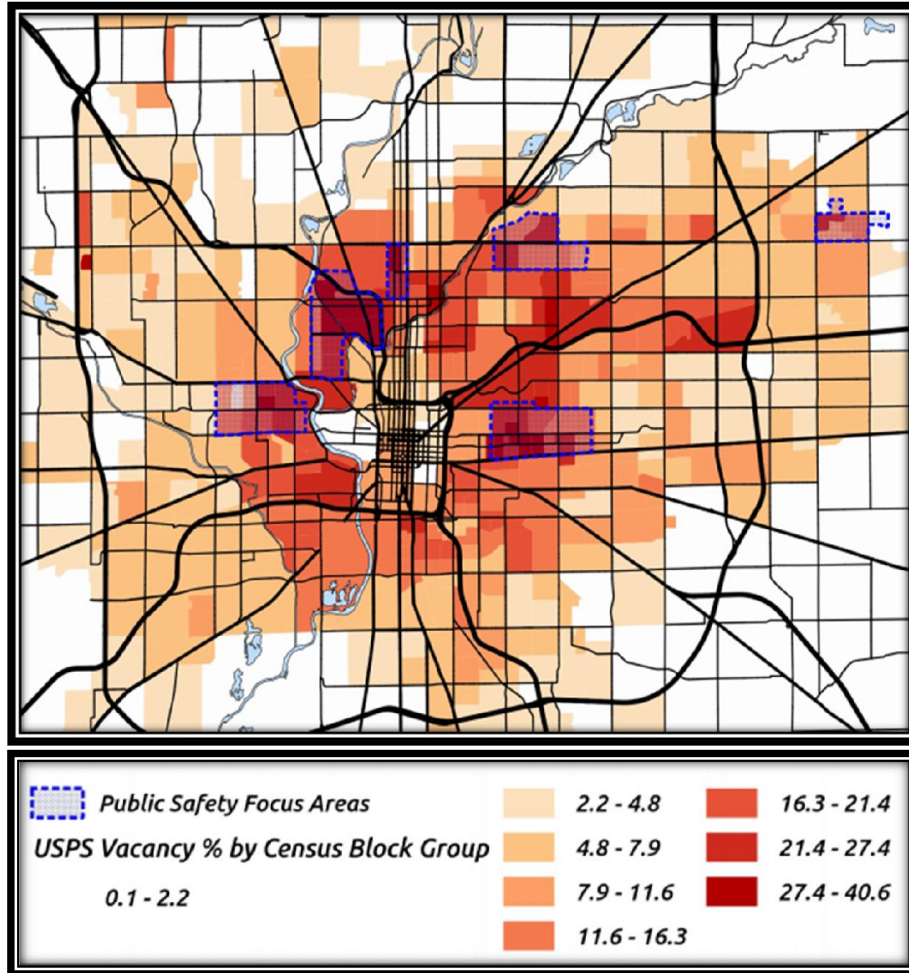 Public Safety Focus Areas
USPS Vacancy % by Census Block Group
0.1 - 2.2
2.2 - 4.8
4.8 - 7.9
7.9 - 11.6
11.6 - 16.3
16.3 - 21.4
21.4 - 27.4
27.4 - 40.6